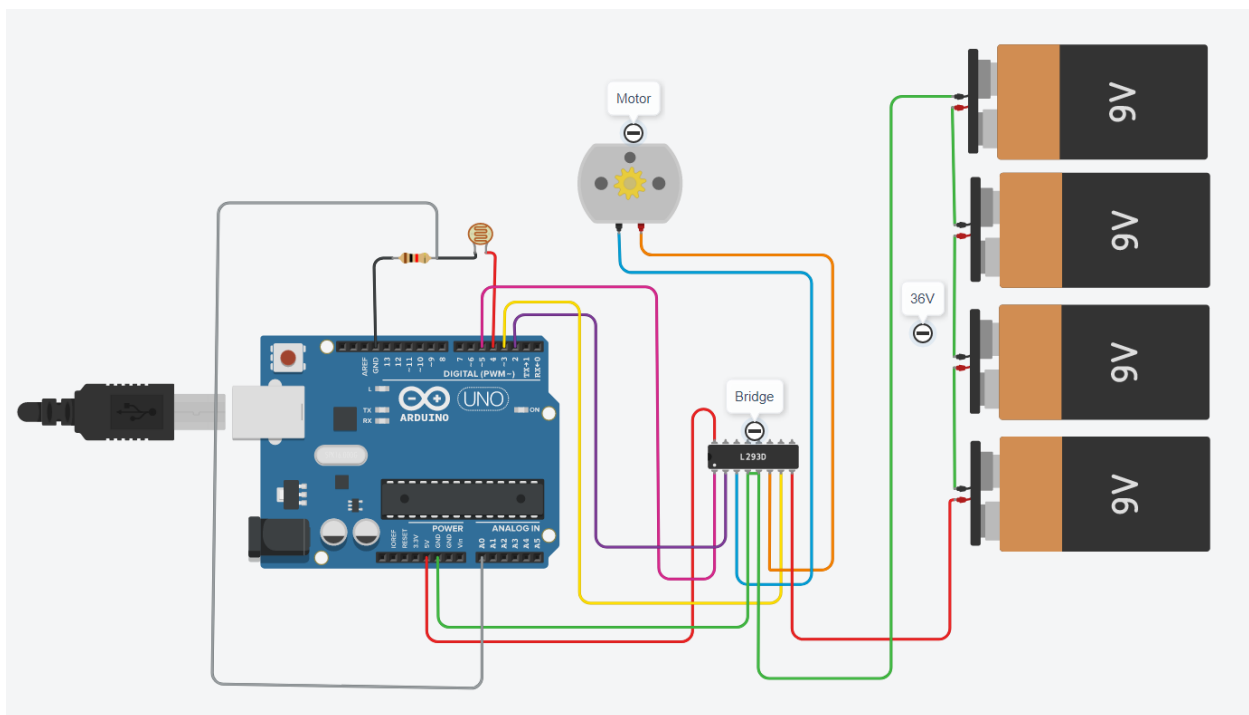 Motor
9V
9V
36V
9V
9V
Bridge
L293D
AREF
GND
13
12
~11
~10
~9
8
7
~6
~5
4
~3
2
TX→1
RX←0
DIGITAL (PWM~)
L
TX
RX
ARDUINO
UNO
ON
POWER
ANALOG IN
IOREF
RESET
3.3V
5V
GND
GND
Vin
A0
A1
A2
A3
A4
A5